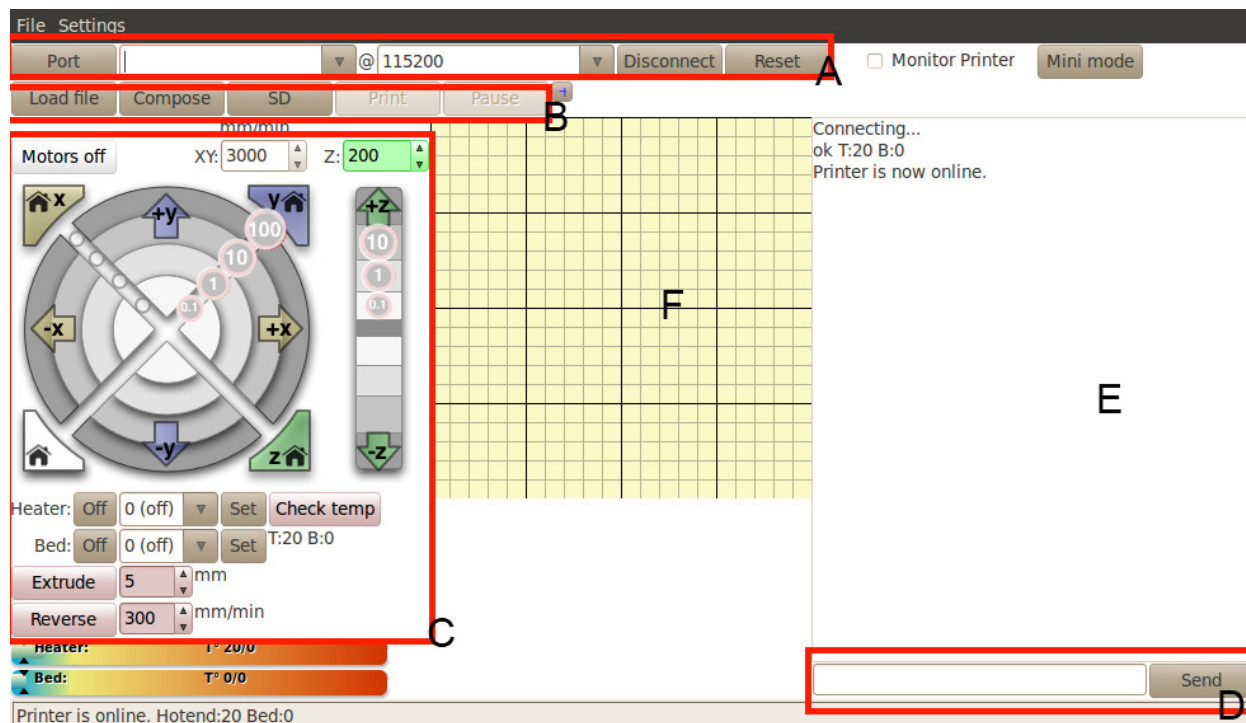 File Settings
Port @ 115200 Disconnect Reset A Monitor Printer Mini mode
Load file Compose SD Print Pause + B
mm/min
Motors off XY: 3000 Z: 200
x y +y 100 +z
10 10
1 1
0.1 0.1
-x +x
-y z -z
Heater: Off 0 (off) Set Check temp
Bed: Off 0 (off) Set T:20 B:0
Extrude 5 mm
Reverse 300 mm/min
C
Heater: T° 20/0
Bed: T° 0/0
F
Connecting...
ok T:20 B:0
Printer is now online.
E
Send
D
Printer is online. Hotend:20 Bed:0